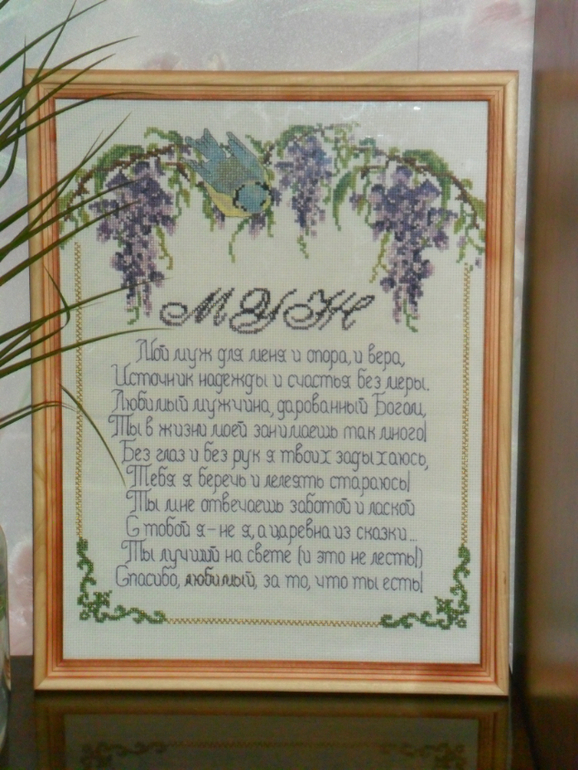 МУЖ
Мой муж для меня и опора, и вера,
Источник надежды и счастья без меры.
Любимый мужчина, дарованный Богом,
Ты в жизни моей занимаешь так много!
Без глаз и без рук я твоих задыхаюсь,
Тебя я беречь и лелеять стараюсь!
Ты мне отвечаешь заботой и лаской
С тобой я - не я, а царевна из сказки...
Ты лучший на свете (и это не лесть!)
Спасибо, любимый, за то, что ты есть!